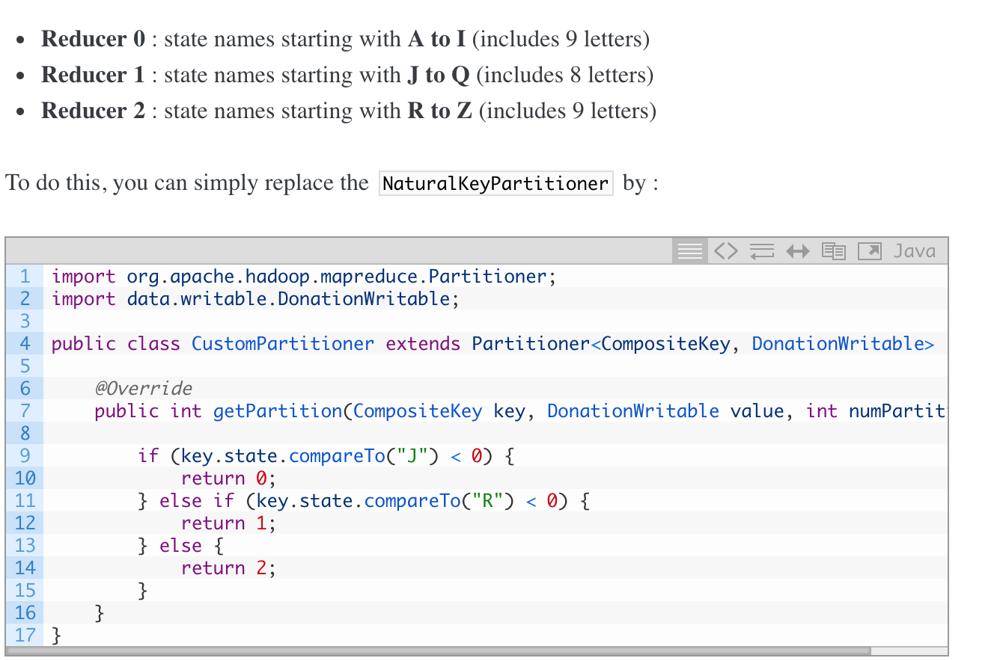 • Reducer 0 : state names starting with A to I (includes 9 letters)
• Reducer 1 : state names starting with J to Q (includes 8 letters)
• Reducer 2 : state names starting with R to Z (includes 9 letters)
To do this, you can simply replace the NaturalKeyPartitioner by :
Java
1 import org.apache.hadoop.mapreduce.Partitioner;
2 import data.writable.DonationWritable;
3
4 public class CustomPartitioner extends Partitioner<CompositeKey, DonationWritable>
5
6     @Override
7     public int getPartition(CompositeKey key, DonationWritable value, int numPartit
8
9         if (key.state.compareTo("J") < 0) {
10             return 0;
11         } else if (key.state.compareTo("R") < 0) {
12             return 1;
13         } else {
14             return 2;
15         }
16     }
17 }